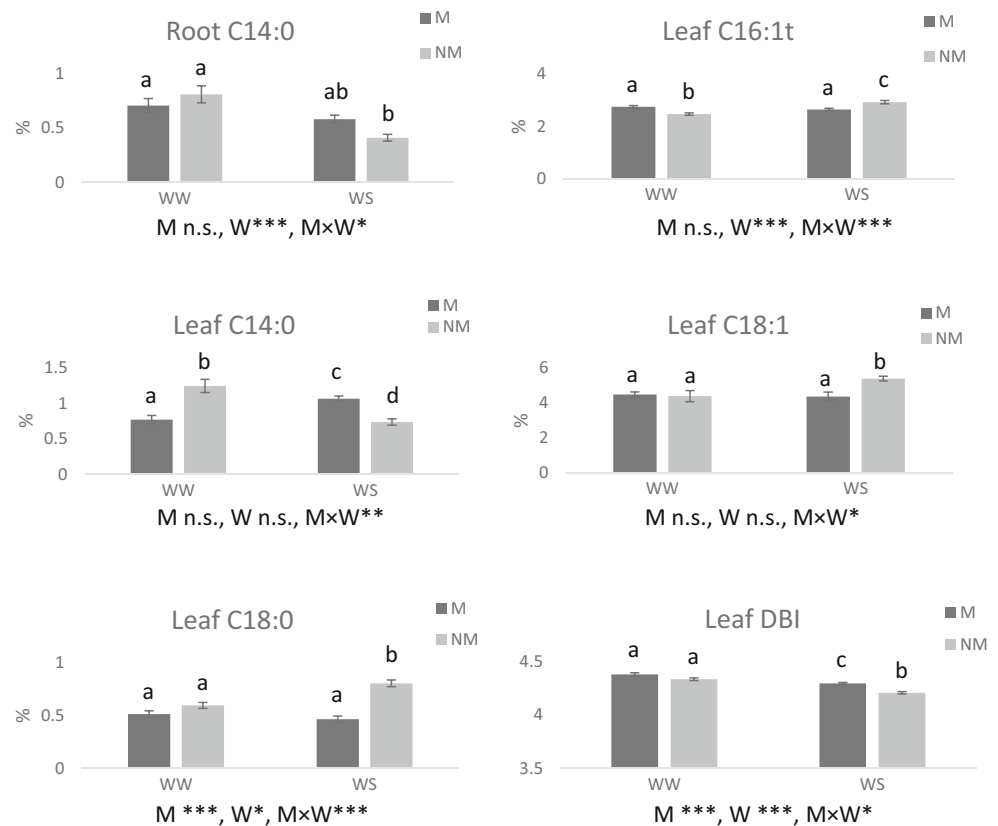 Root C14:0
M
NM
a a ab b
1
0.5
0
%
WW WS
M n.s., W***, M×W*
Leaf C16:1t
M
NM
a b a c
4
2
0
%
WW WS
M n.s., W***, M×W***
Leaf C14:0
M
NM
b c
a d
1.5
1
0.5
0
%
WW WS
M n.s., W n.s., M×W**
Leaf C18:1
M
NM
a a a b
6
4
2
0
%
WW WS
M n.s., W n.s., M×W*
Leaf C18:0
M
NM
a a a b
1
0.5
0
%
WW WS
M ***, W*, M×W***
Leaf DBI
M
NM
a a c b
4.5
4
3.5
WW WS
M ***, W ***, M×W*